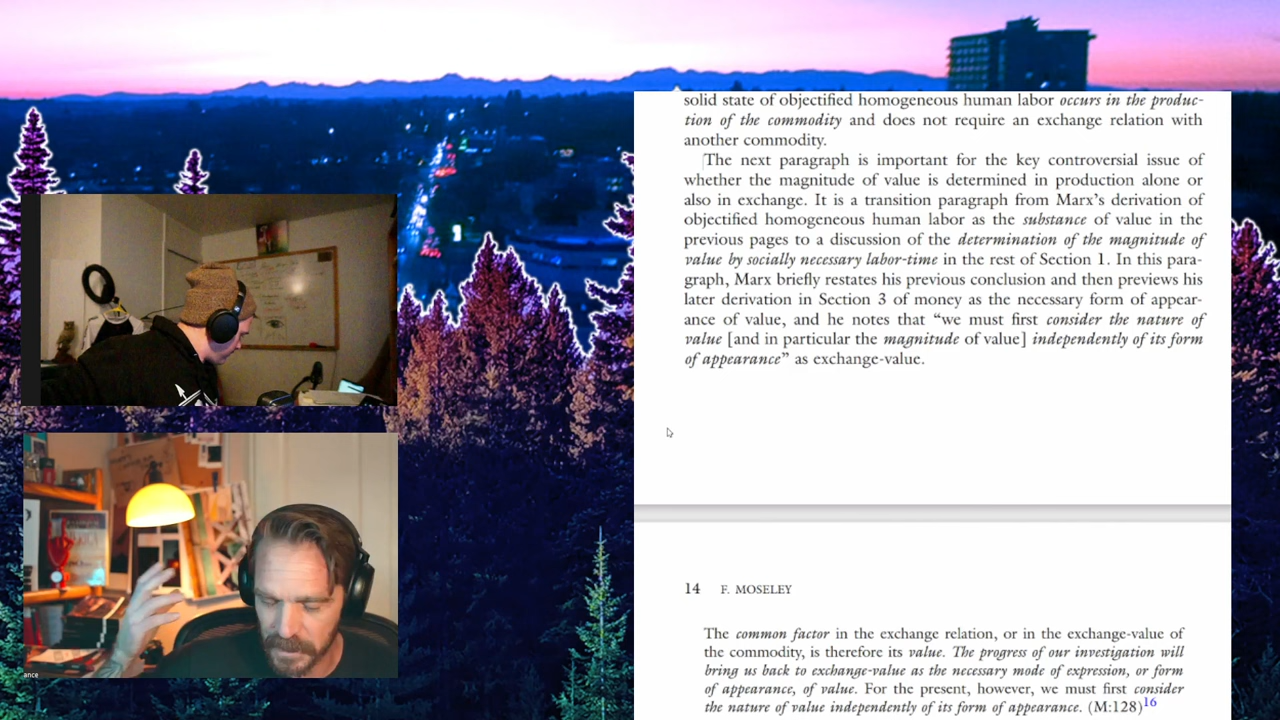 solid state of objectified homogeneous human labor occurs in the produc-
tion of the commodity and does not require an exchange relation with
another commodity.
The next paragraph is important for the key controversial issue of
whether the magnitude of value is determined in production alone or
also in exchange. It is a transition paragraph from Marx's derivation of
objectified homogeneous human labor as the substance of value in the
previous pages to a discussion of the determination of the magnitude of
value by socially necessary labor-time in the rest of Section 1. In this para-
graph, Marx briefly restates his previous conclusion and then previews his
later derivation in Section 3 of money as the necessary form of appear-
ance of value, and he notes that “we must first consider the nature of
value [and in particular the magnitude of value] independently of its form
of appearance” as exchange-value.
14 F. MOSELEY
The common factor in the exchange relation, or in the exchange-value of
the commodity, is therefore its value. The progress of our investigation will
bring us back to exchange-value as the necessary mode of expression, or form
of appearance, of value. For the present, however, we must first consider
the nature of value independently of its form of appearance. (M:128)16
ance